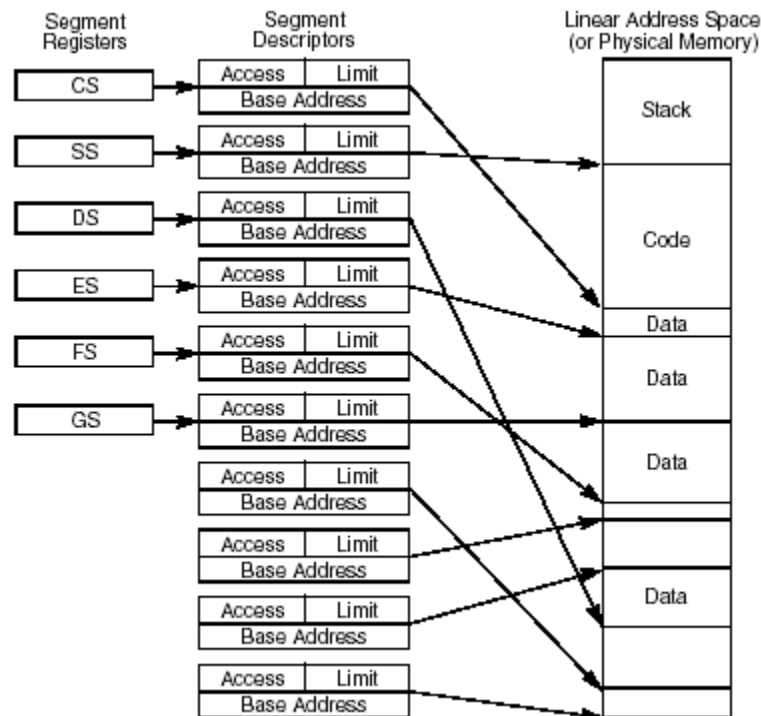 Segment
Registers
Segment
Descriptors
Linear Address Space
(or Physical Memory)
CS
Access Limit
Base Address
SS
Access Limit
Base Address
DS
Access Limit
Base Address
ES
Access Limit
Base Address
FS
Access Limit
Base Address
GS
Access Limit
Base Address
Access Limit
Base Address
Access Limit
Base Address
Access Limit
Base Address
Access Limit
Base Address
Stack
Code
Data
Data
Data
Data